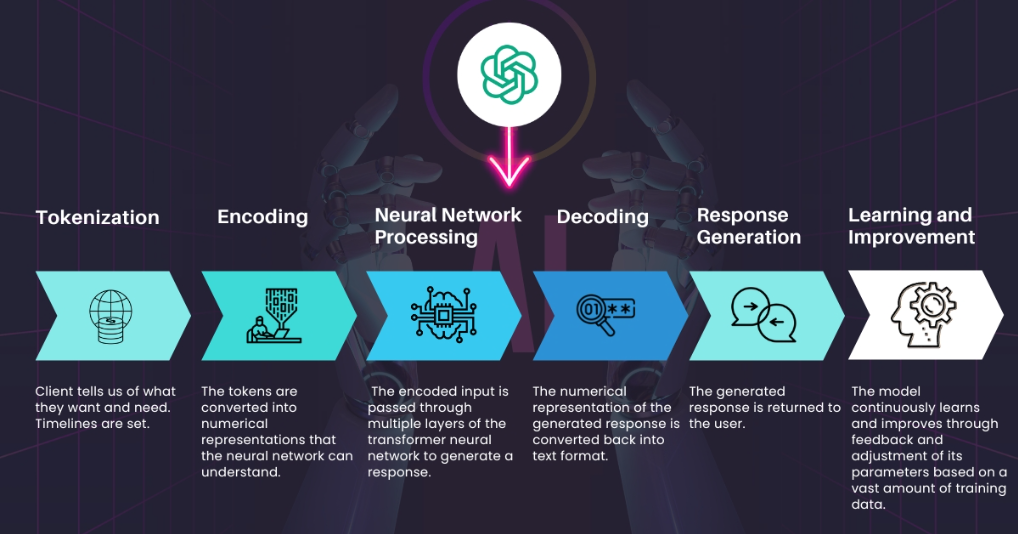 Tokenization
Encoding
Neural Network
Processing
Decoding
Response
Generation
Learning and
Improvement
AI
01
**
Client tells us of what
they want and need.
Timelines are set.
The tokens are
converted into
numerical
representations that
the neural network can
understand.
The encoded input is
passed through
multiple layers of the
transformer neural
network to generate a
response.
The numerical
representation of the
generated response is
converted back into
text format.
The generated
response is returned to
the user.
The model
continuously learns
and improves through
feedback and
adjustment of its
parameters based on a
vast amount of training
data.